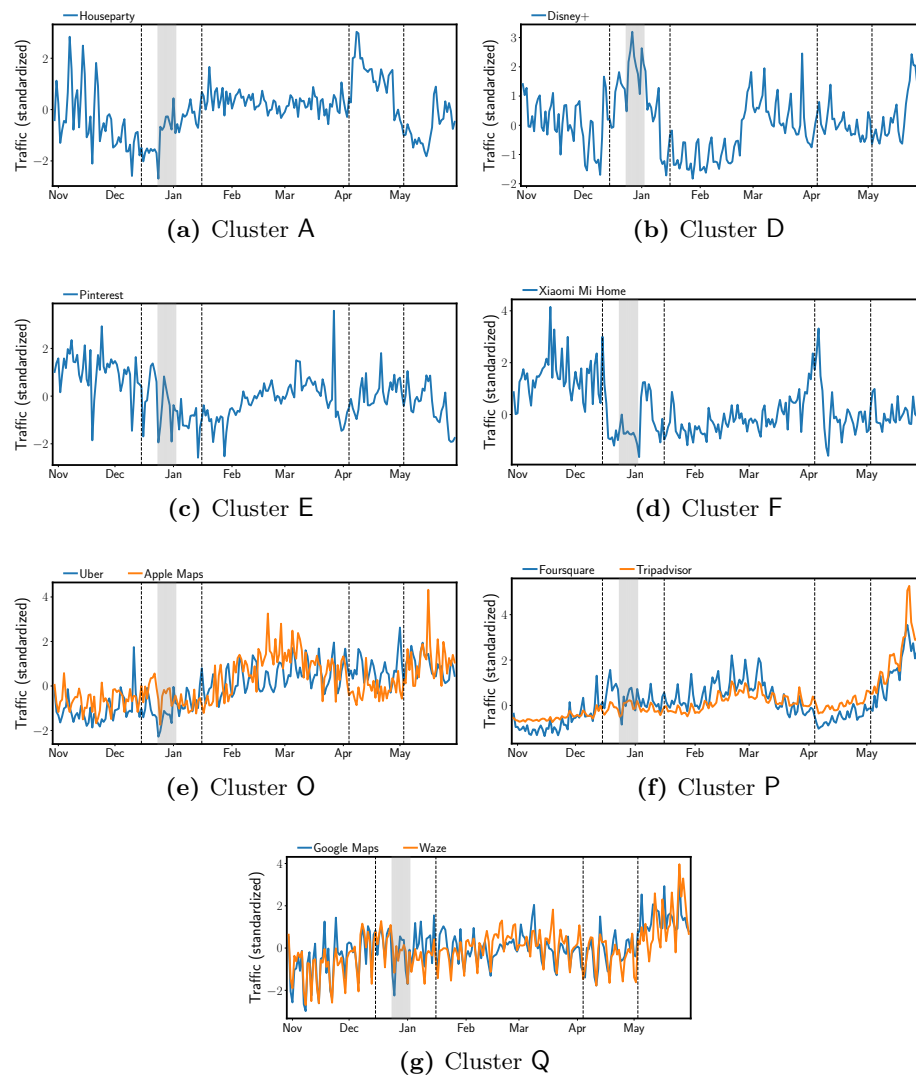 Houseparty
Traffic (standardized)
2
0
−2
Nov Dec Jan Feb Mar Apr May
(a) Cluster A
Disney+
Traffic (standardized)
3
2
1
0
−1
−2
Nov Dec Jan Feb Mar Apr May
(b) Cluster D
Pinterest
Traffic (standardized)
2
0
−2
Nov Dec Jan Feb Mar Apr May
(c) Cluster E
Xiaomi Mi Home
Traffic (standardized)
4
2
0
Nov Dec Jan Feb Mar Apr May
(d) Cluster F
Uber Apple Maps
Traffic (standardized)
4
2
0
−2
Nov Dec Jan Feb Mar Apr May
(e) Cluster O
Foursquare Tripadvisor
Traffic (standardized)
4
2
0
Nov Dec Jan Feb Mar Apr May
(f) Cluster P
Google Maps Waze
Traffic (standardized)
4
2
0
−2
Nov Dec Jan Feb Mar Apr May
(g) Cluster Q